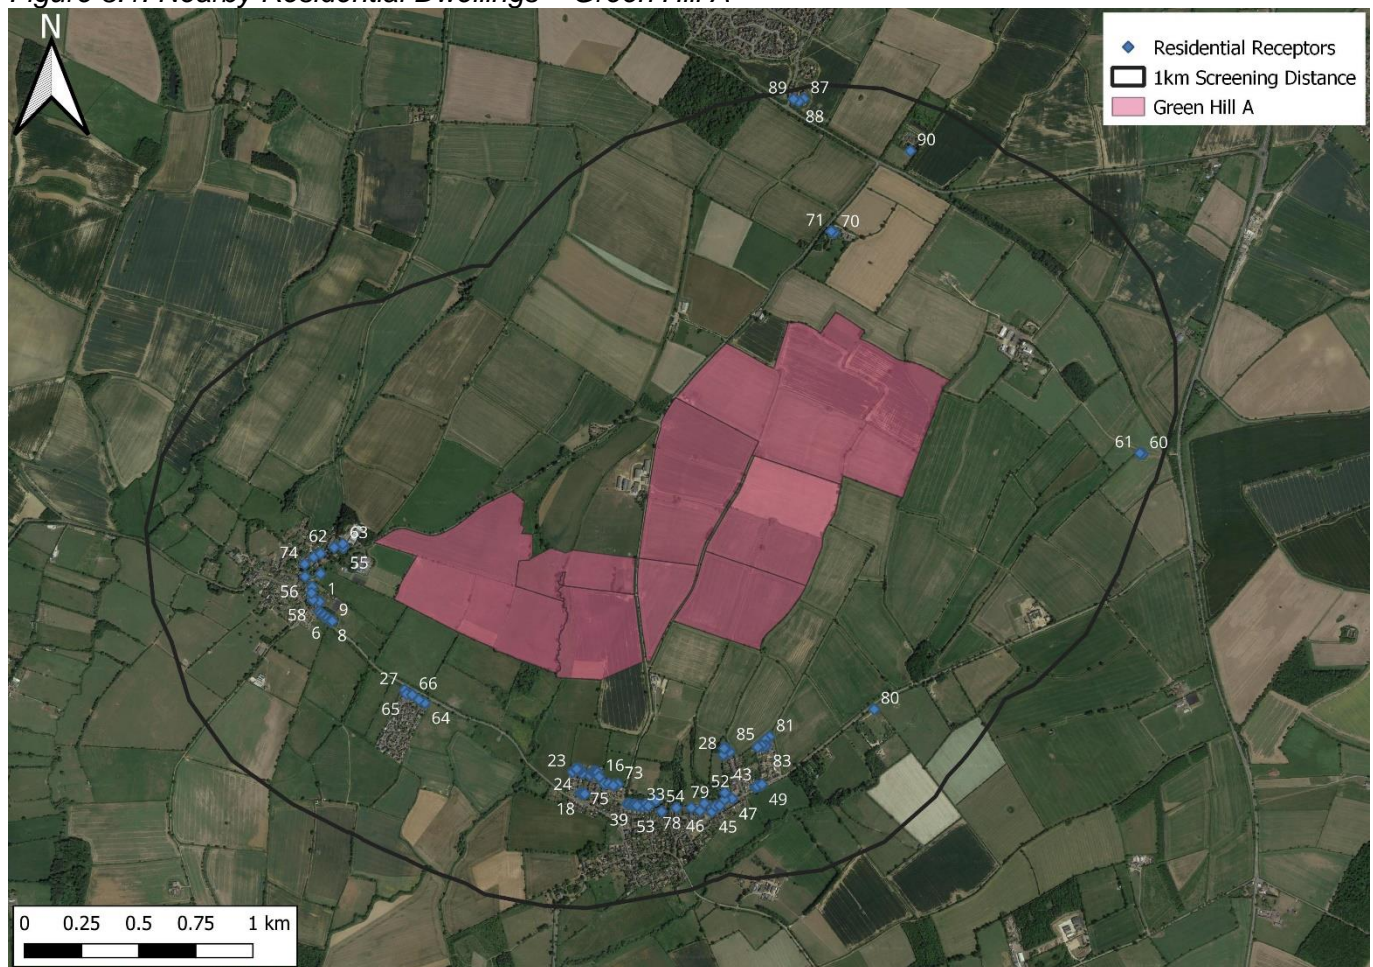 Figure 8.1: Nearby Residential Dwellings – Green Hill A
N
Residential Receptors
1km Screening Distance
Green Hill A
89 87
88
90
71 70
61 60
62 63
74
55
56 1
9
58
6 8
27 66
65 64
80
81
28 85
83
23 16
73
24 52 43
18 75 33 54 79 49
47
39 53 78 46 45
0 0.25 0.5 0.75 1 km